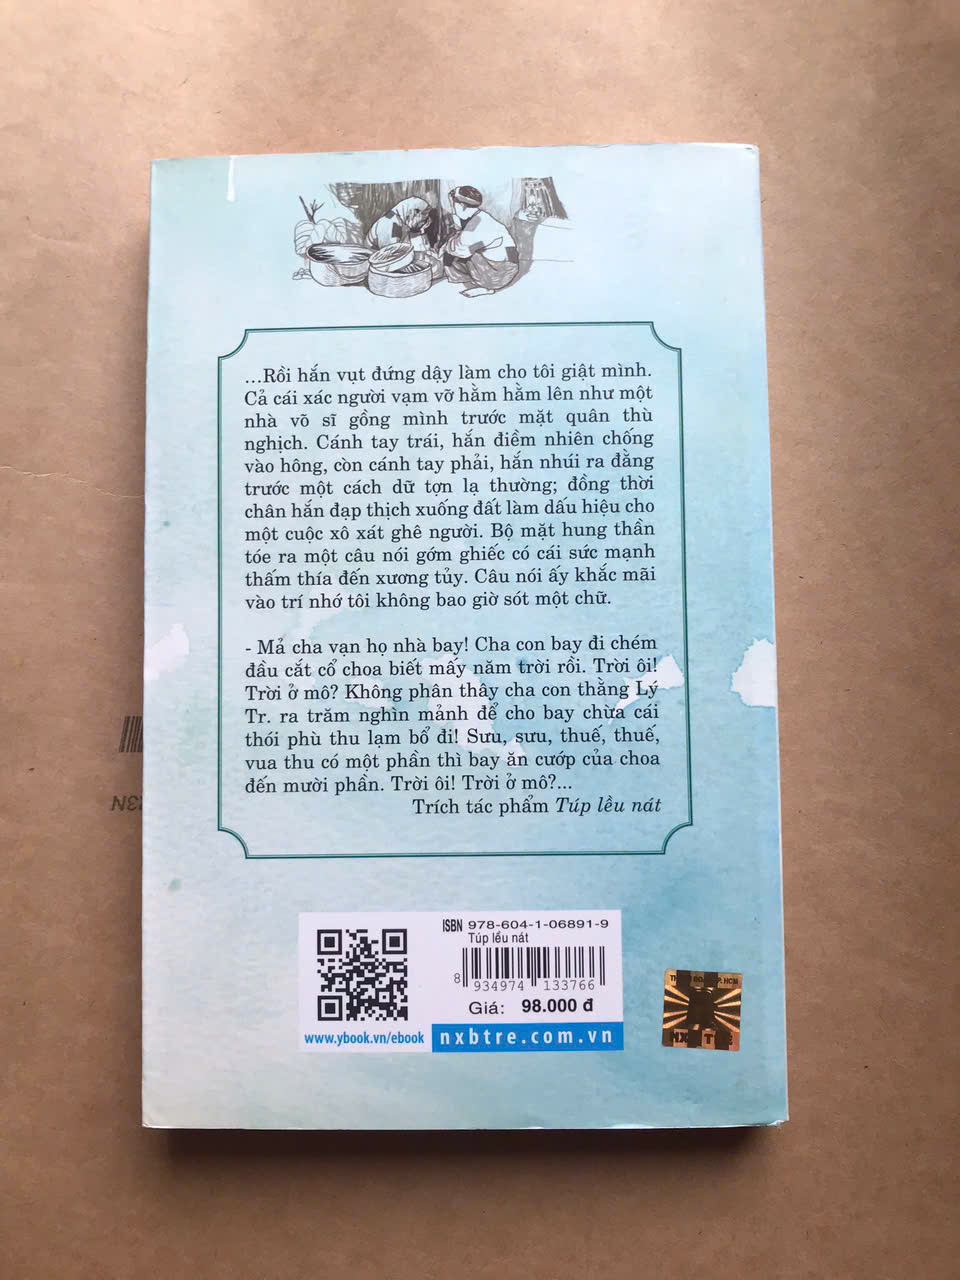 ...Rồi hắn vụt đứng dậy làm cho tôi giật mình.
Cả cái xác người vạm vỡ hằm hằm lên như một
nhà võ sĩ gồng mình trước mặt quân thù
nghịch. Cánh tay trái, hắn điềm nhiên chống
vào hông, còn cánh tay phải, hắn nhúi ra đằng
trước một cách dữ tợn lạ thường; đồng thời
chân hắn đạp thịch xuống đất làm dấu hiệu cho
một cuộc xô xát ghê người. Bộ mặt hung thần
tóe ra một câu nói gớm ghiếc có cái sức mạnh
thấm thía đến xương tủy. Câu nói ấy khắc mãi
vào trí nhớ tôi không bao giờ sót một chữ.
- Mả cha vạn họ nhà bay! Cha con bay đi chém
đầu cắt cổ choa biết mấy năm trời rồi. Trời ôi!
Trời ở mô? Không phân thây cha con thằng Lý
Tr. ra trăm nghìn mảnh để cho bay chừa cái
thói phù thu lạm bổ đi! Sưu, sưu, thuế, thuế,
vua thu có một phần thì bay ăn cướp của choa
đến mười phần. Trời ôi! Trời ở mô?...
Trích tác phẩm Túp lều nát
ISBN 978-604-1-06891-9
Túp lều nát
8 934974 133766
Giá: 98.000 đ
www.ybook.vn/ebook
nxbtre.com.vn